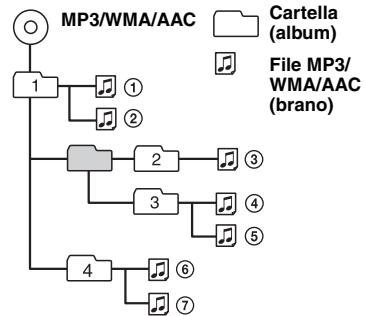 MP3/WMA/AAC
Cartella
(album)
File MP3/
WMA/AAC
(brano)
1
①
②
2
③
3
④
⑤
4
⑥
⑦